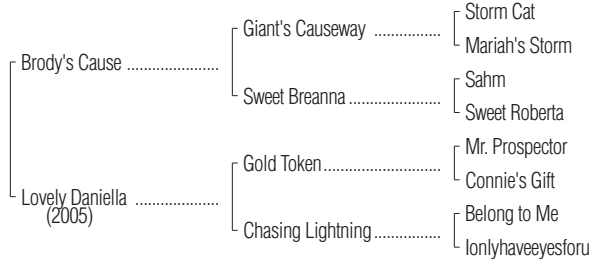 Storm Cat
Giant's Causeway ................
Mariah's Storm
Brody's Cause ......................
Sahm
Sweet Breanna ......................
Sweet Roberta
Mr. Prospector
Gold Token ............................
Connie's Gift
Lovely Daniella ....................
(2005)
Belong to Me
Chasing Lightning ................
Ionlyhaveeyesforu